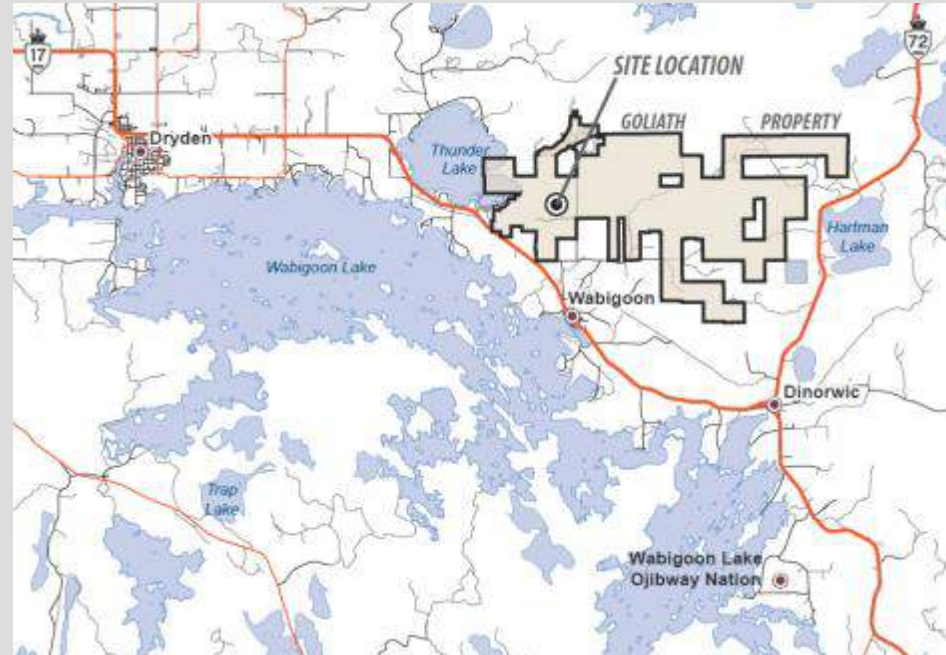 17
72
SITE LOCATION
GOLIATH PROPERTY
Dryden
Thunder
Lake
Hartman
Lake
Wabigoon Lake
Wabigoon
Dinorwic
Trap
Lake
Wabigoon Lake
Ojibway Nation